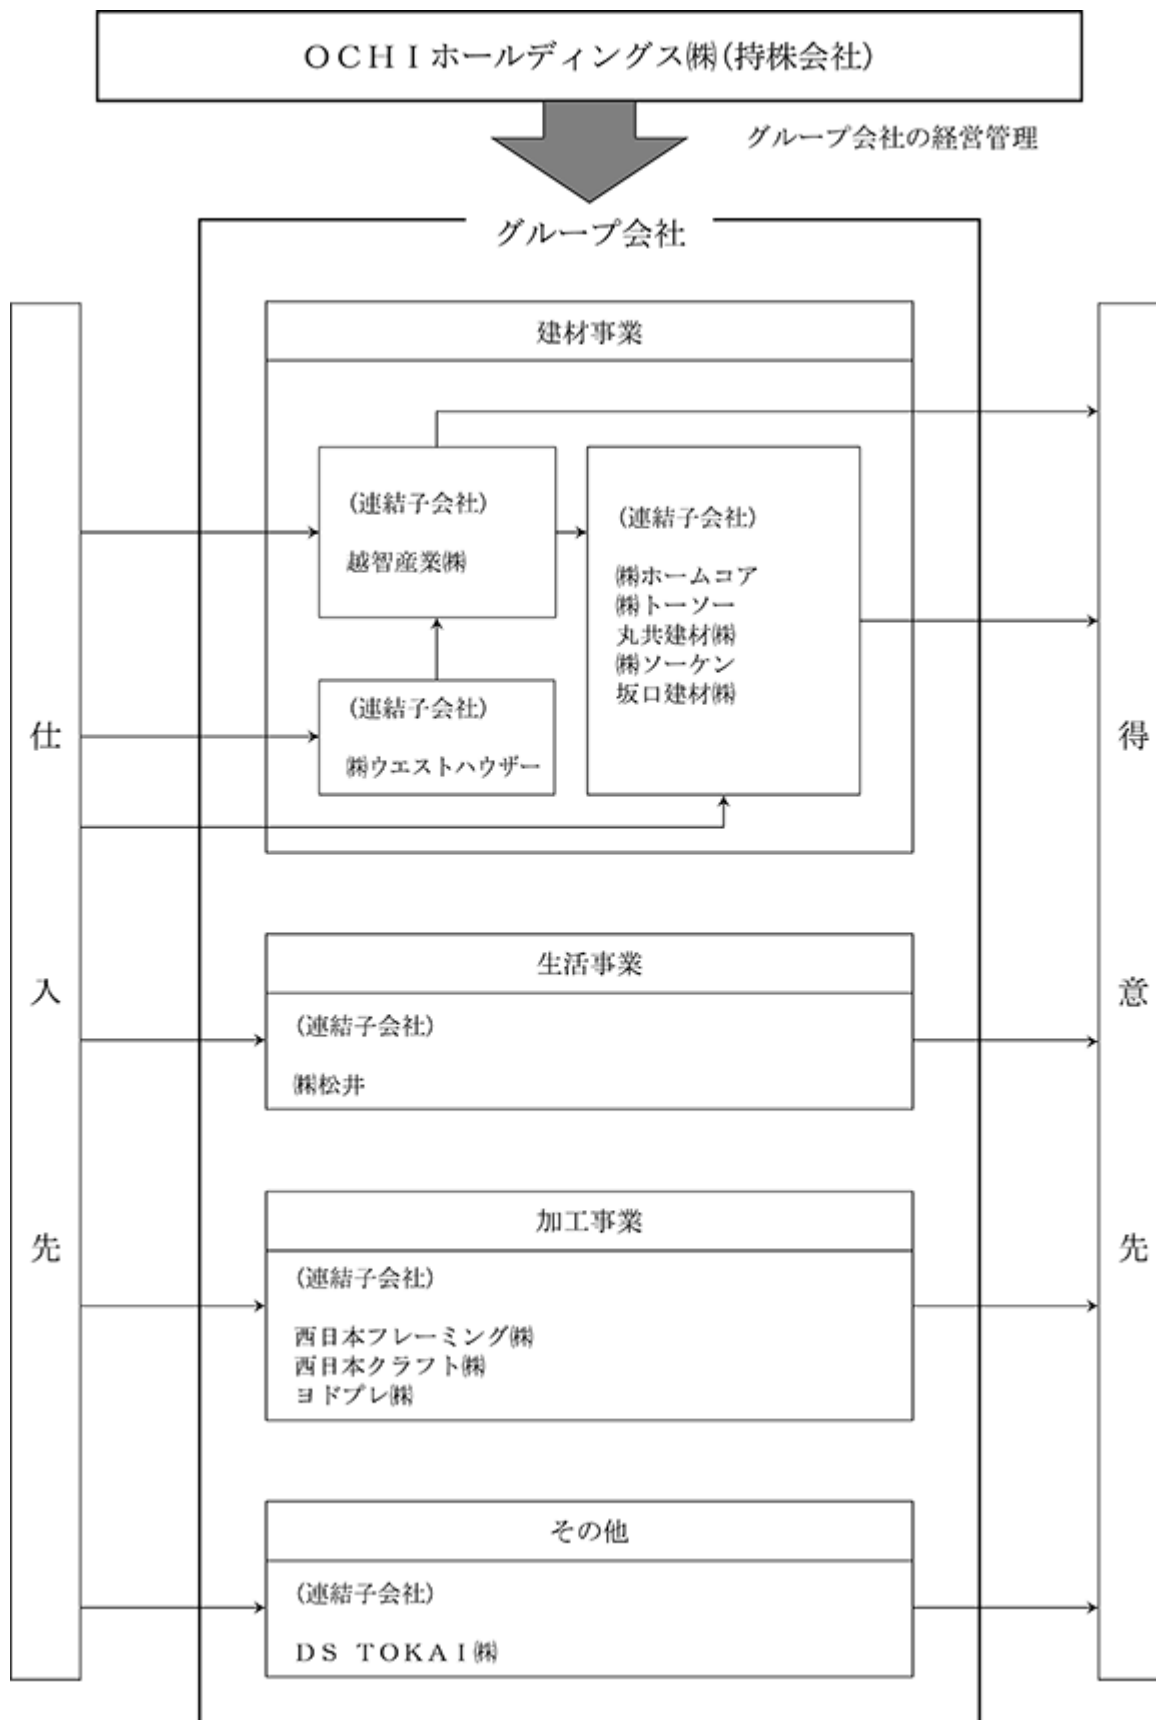 ＯＣＨＩホールディングス㈱(持株会社)
グループ会社の経営管理
グループ会社
建材事業
(連結子会社)
越智産業㈱
(連結子会社)
㈱ホームコア
㈱トーソー
丸共建材㈱
㈱ソーケン
坂口建材㈱
(連結子会社)
㈱ウエストハウザー
生活事業
(連結子会社)
㈱松井
加工事業
(連結子会社)
西日本フレーミング㈱
西日本クラフト㈱
ヨドプレ㈱
その他
(連結子会社)
ＤＳ ＴＯＫＡＩ㈱
仕入先
得意先